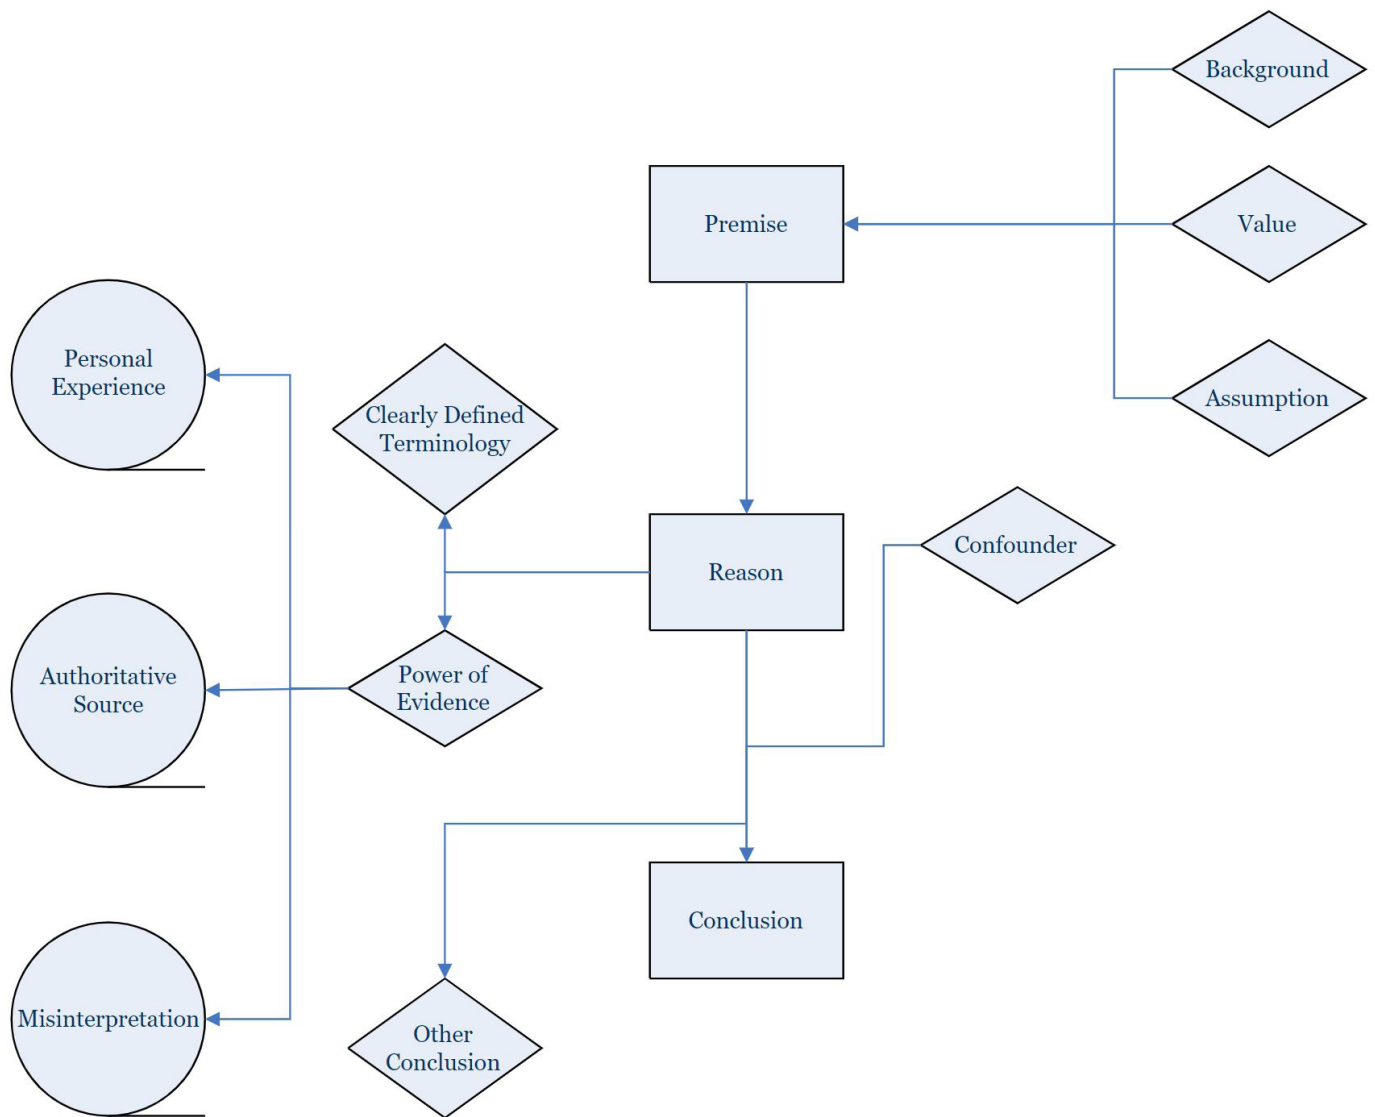 Background
Premise
Value
Personal
Experience
Clearly Defined
Terminology
Assumption
Reason
Confounder
Authoritative
Source
Power of
Evidence
Conclusion
Misinterpretation
Other
Conclusion